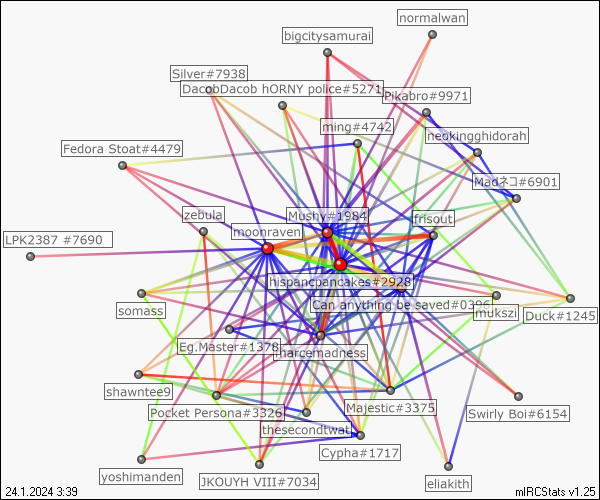 normalwan
bigcitysamurai
Silver#7938
DacobDacob hORNY police#5271
Pikabro#9971
ming#4742
neokingghidorah
Fedora Stoat#4479
Madネコ#6901
zebula
Mushy#1984
frisout
moonraven
LPK2387 #7690
hispancpancakes#2928
Can anything be saved#0396
somass
mukszi
Duck#1245
Eg.Master#1378
marcemadness
shawntee9
Pocket Persona#3326
Majestic#3375
Swirly Boi#6154
thesecondtwat
Cypha#1717
yoshimanden
JKOUYH VIII#7034
eliakith
24.1.2024 3:39
mIRCStats v1.25